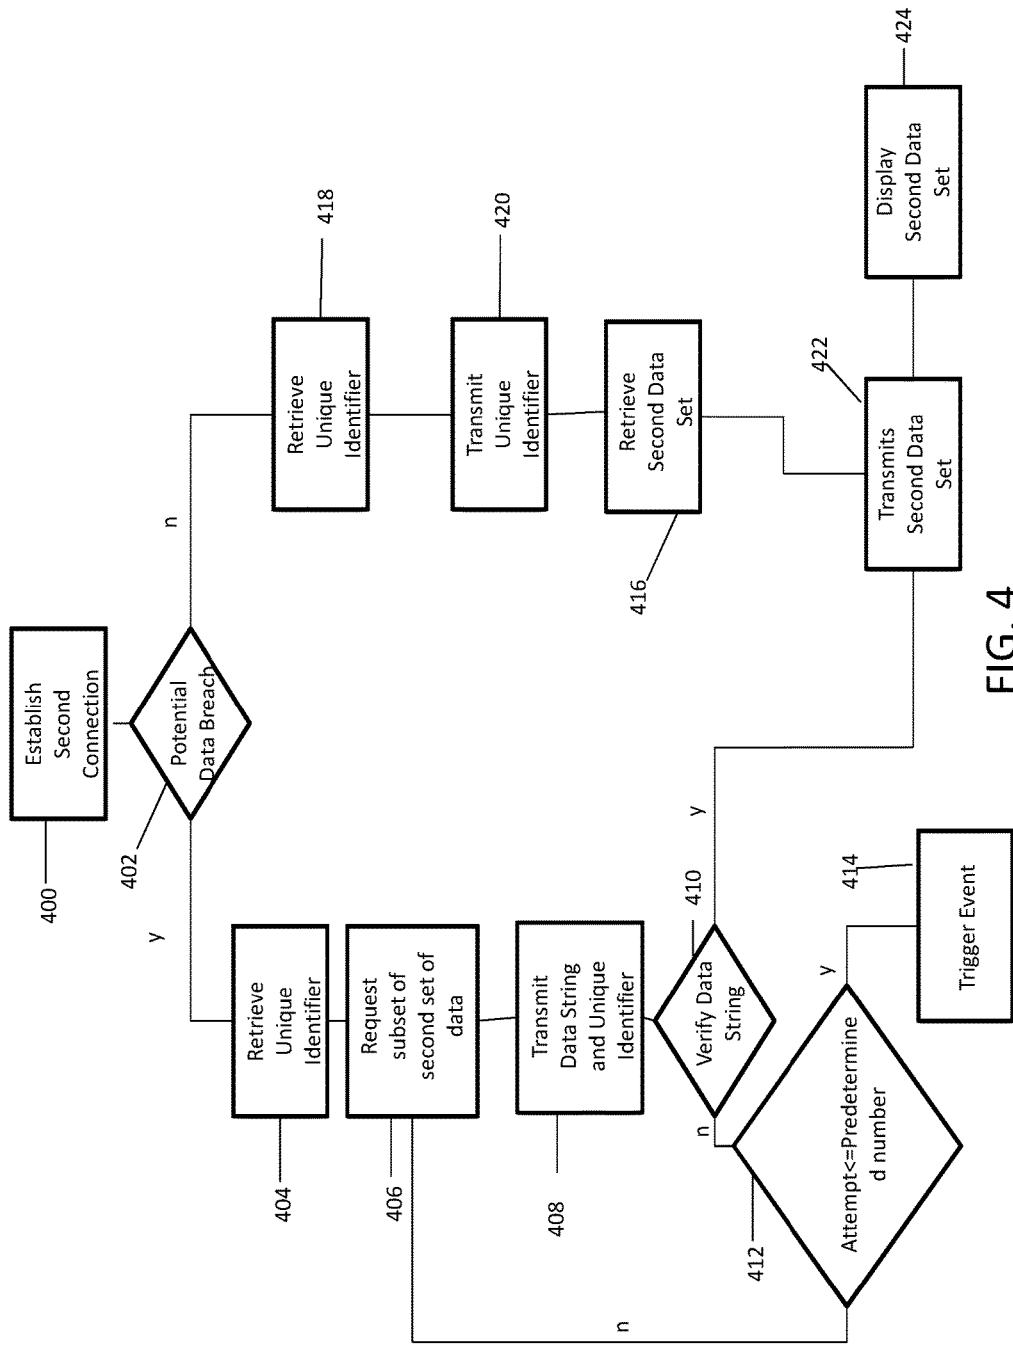 400
Establish
Second
Connection
402
Potential
Data Breach
y
n
404
Retrieve
Unique
Identifier
418
Retrieve
Unique
Identifier
406
Request
subset of
second set of
data
420
Transmit
Unique
Identifier
408
Transmit
Data String
and Unique
Identifier
416
Retrieve
Second Data
Set
410
Verify Data
String
n
y
412
Attempt<=Predetermine
d number
n
y
414
Trigger Event
422
Transmits
Second Data
Set
424
Display
Second Data
Set
FIG. 4